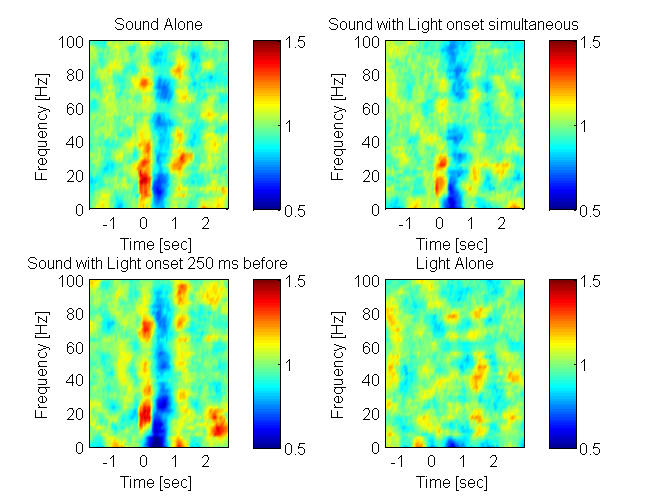 Sound Alone
100
80
60
40
20
0
Frequency [Hz]
-1 0 1 2
Time [sec]
1.5
1
0.5
Sound with Light onset simultaneous
100
80
60
40
20
0
Frequency [Hz]
-1 0 1 2
Time [sec]
1.5
1
0.5
Sound with Light onset 250 ms before
100
80
60
40
20
0
Frequency [Hz]
-1 0 1 2
Time [sec]
1.5
1
0.5
Light Alone
100
80
60
40
20
0
Frequency [Hz]
-1 0 1 2
Time [sec]
1.5
1
0.5